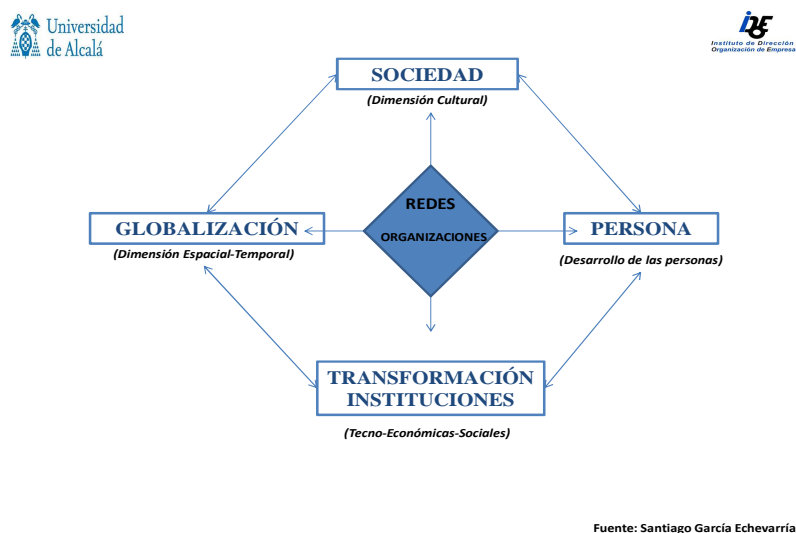 Universidad
de Alcalá
Instituto de Dirección
Organización de Empresa
SOCIEDAD
(Dimensión Cultural)
REDES
ORGANIZACIONES
GLOBALIZACIÓN
(Dimensión Espacial-Temporal)
PERSONA
(Desarrollo de las personas)
TRANSFORMACIÓN
INSTITUCIONES
(Tecno-Económicas-Sociales)
Fuente: Santiago García Echevarría